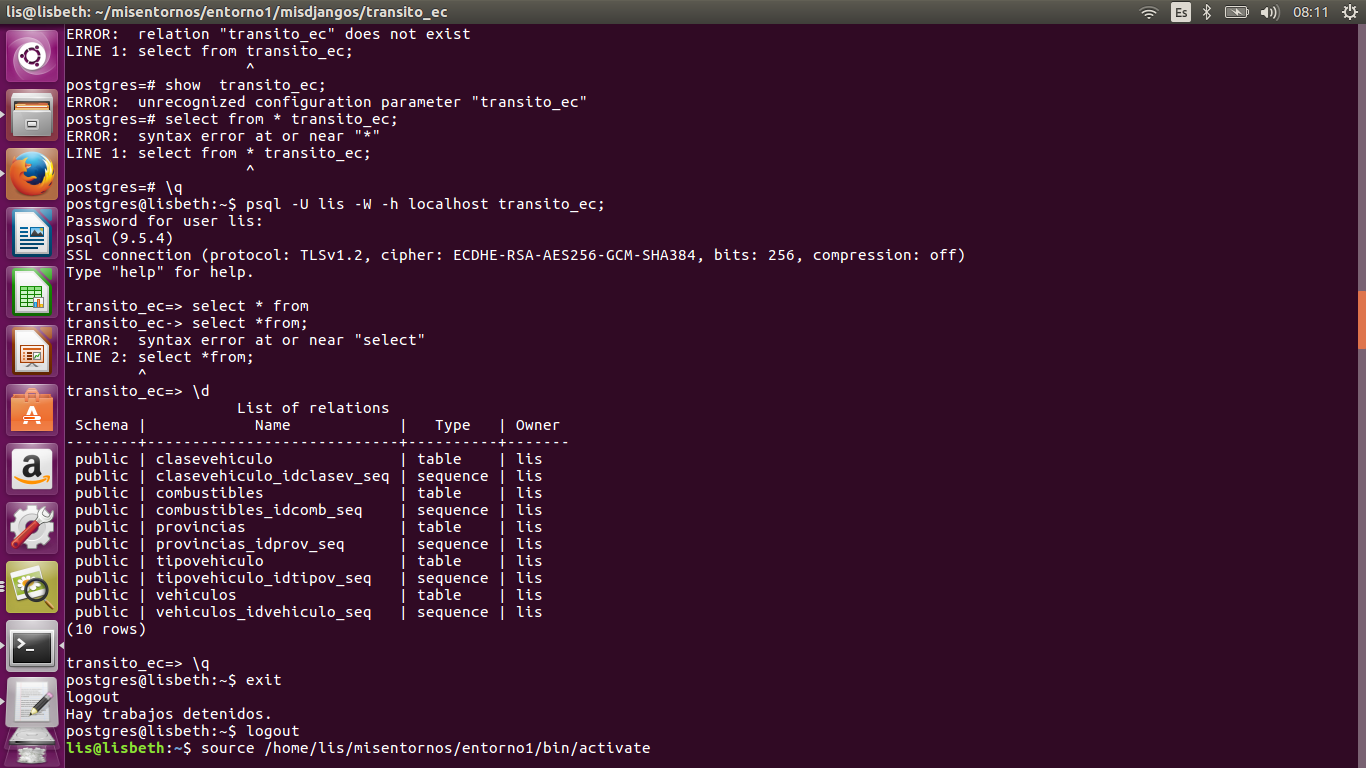 lis@lisbeth: ~/misentornos/entorno1/misdjangos/transito_ec
Es
08:11
ERROR:  relation "transito_ec" does not exist
LINE 1: select from transito_ec;
                    ^
postgres=# show  transito_ec;
ERROR:  unrecognized configuration parameter "transito_ec"
postgres=# select from * transito_ec;
ERROR:  syntax error at or near "*"
LINE 1: select from * transito_ec;
                    ^
postgres=# \q
postgres@lisbeth:~$ psql -U lis -W -h localhost transito_ec;
Password for user lis:
psql (9.5.4)
SSL connection (protocol: TLSv1.2, cipher: ECDHE-RSA-AES256-GCM-SHA384, bits: 256, compression: off)
Type "help" for help.
transito_ec=> select * from
transito_ec-> select *from;
ERROR:  syntax error at or near "select"
LINE 2: select *from;
        ^
transito_ec=> \d
                   List of relations
 Schema |            Name            |   Type   | Owner
--------+----------------------------+----------+-------
 public | clasevehiculo              | table    | lis
 public | clasevehiculo_idclasev_seq | sequence | lis
 public | combustibles               | table    | lis
 public | combustibles_idcomb_seq    | sequence | lis
 public | provincias                 | table    | lis
 public | provincias_idprov_seq      | sequence | lis
 public | tipovehiculo               | table    | lis
 public | tipovehiculo_idtipov_seq   | sequence | lis
 public | vehiculos                  | table    | lis
 public | vehiculos_idvehiculo_seq   | sequence | lis
(10 rows)
transito_ec=> \q
postgres@lisbeth:~$ exit
logout
Hay trabajos detenidos.
postgres@lisbeth:~$ logout
lis@lisbeth:~$ source /home/lis/misentornos/entorno1/bin/activate